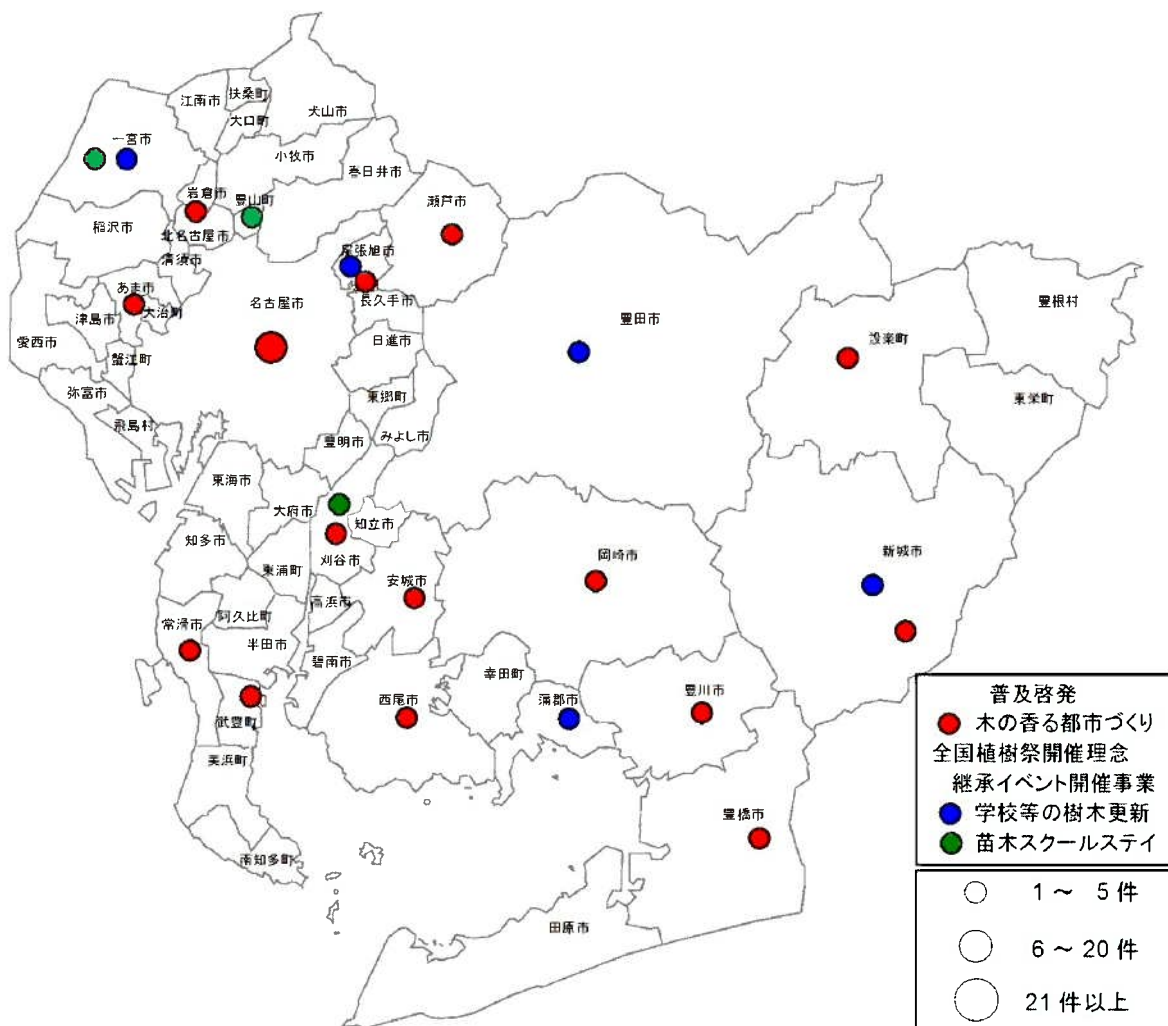 扶桑町
江南市
犬山市
大口町
一宮市
小牧市
春日井市
岩倉市
豊山町
瀬戸市
稲沢市
北名古屋市
尾張旭市
清須市
あま市
長久手市
名古屋市
津島市
大治町
豊田市
豊根村
設楽町
愛西市
日進市
蟹江町
弥富市
東郷町
東栄町
飛島村
豊明市
みよし市
東海市
大府市
知立市
知多市
刈谷市
岡崎市
新城市
東浦町
安城市
高浜市
阿久比町
常滑市
半田市
碧南市
幸田町
西尾市
蒲郡市
豊川市
武豊町
美浜町
豊橋市
南知多町
田原市
普及啓発
木の香る都市づくり
全国植樹祭開催理念
継承イベント開催事業
学校等の樹木更新
苗木スクールステイ
1 ～ 5 件
6 ～ 20 件
21 件以上